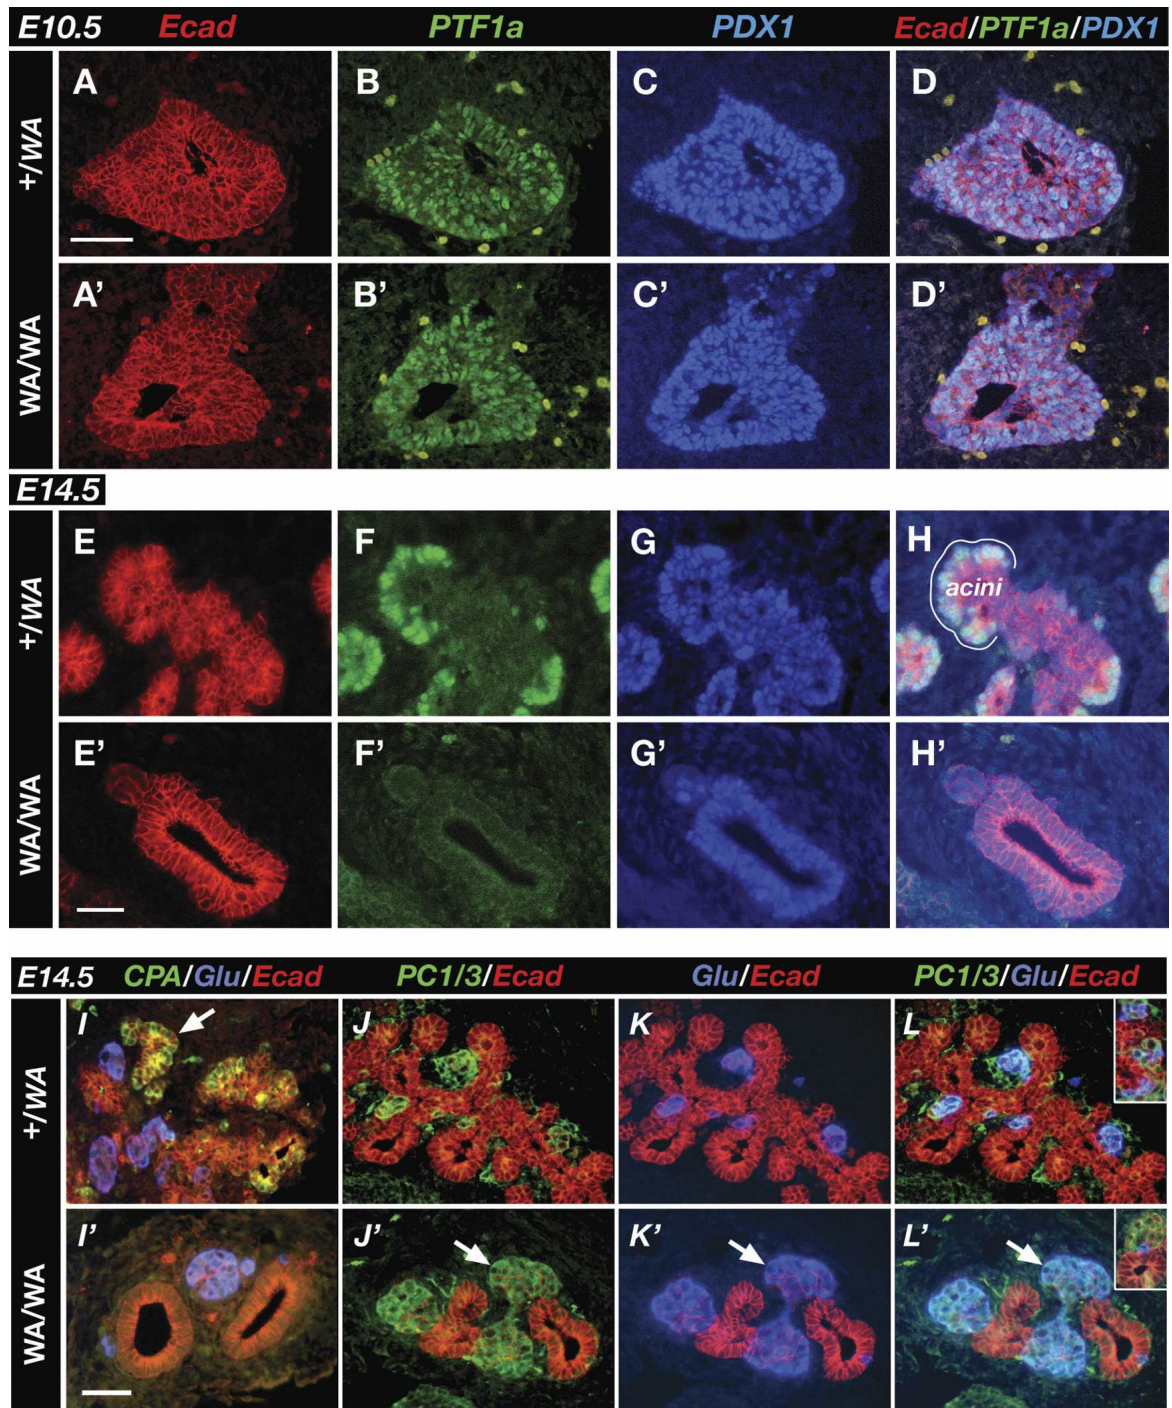 E10.5 Ecad PTF1a PDX1 Ecad/PTF1a/PDX1
+/WA
A B C D
WA/WA
A' B' C' D'
E14.5
+/WA
E F G H
acini
WA/WA
E' F' G' H'
E14.5 CPA/Glu/Ecad PC1/3/Ecad Glu/Ecad PC1/3/Glu/Ecad
+/WA
I J K L
WA/WA
I' J' K' L'